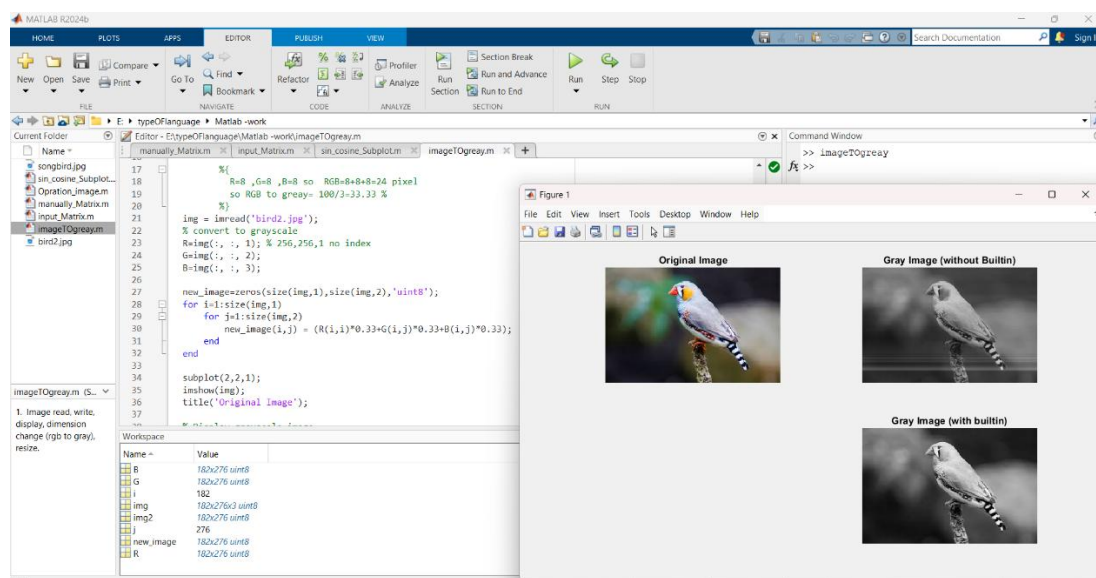 MATLAB R2024b
HOME PLOTS APPS EDITOR PUBLISH VIEW
Search Documentation
Sign I
New Open Save Compare Print
Go To Find Bookmark
Refactor
Profiler Analyze
Run Section
Section Break
Run and Advance
Run to End
Run Step Stop
FILE NAVIGATE CODE ANALYZE SECTION RUN
E: typeOFlanguage Matlab -work
Current Folder
Name
songbird.jpg
sin_cosine_Subplot...
Opration_image.m
manually_Matrix.m
input_Matrix.m
imageTOgreay.m
bird2.jpg
imageTOgreay.m (S...
1. Image read, write,
display, dimension
change (rgb to gray),
resize.
Editor - E:\typeOFlanguage\Matlab -work\imageTOgreay.m
manually_Matrix.m input_Matrix.m sin_cosine_Subplot.m imageTOgreay.m
17 %{
18 R=8 ,G=8 ,B=8 so RGB=8+8+8=24 pixel
19 so RGB to greay= 100/3=33.33 %
20 %}
21 img = imread('bird2.jpg');
22 % convert to grayscale
23 R=img(:, :, 1); % 256,256,1 no index
24 G=img(:, :, 2);
25 B=img(:, :, 3);
26
27 new_image=zeros(size(img,1),size(img,2),'uint8');
28 for i=1:size(img,1)
29 for j=1:size(img,2)
30 new_image(i,j) = (R(i,i)*0.33+G(i,j)*0.33+B(i,j)*0.33);
31 end
32 end
33
34 subplot(2,2,1);
35 imshow(img);
36 title('Original Image');
37
Workspace
Name Value
B 182x276 uint8
G 182x276 uint8
i 182
img 182x276x3 uint8
img2 182x276 uint8
j 276
new_image 182x276 uint8
R 182x276 uint8
Command Window
>> imageTOgreay
fx >>
Figure 1
File Edit View Insert Tools Desktop Window Help
Original Image
Gray Image (without Builtin)
Gray Image (with builtin)